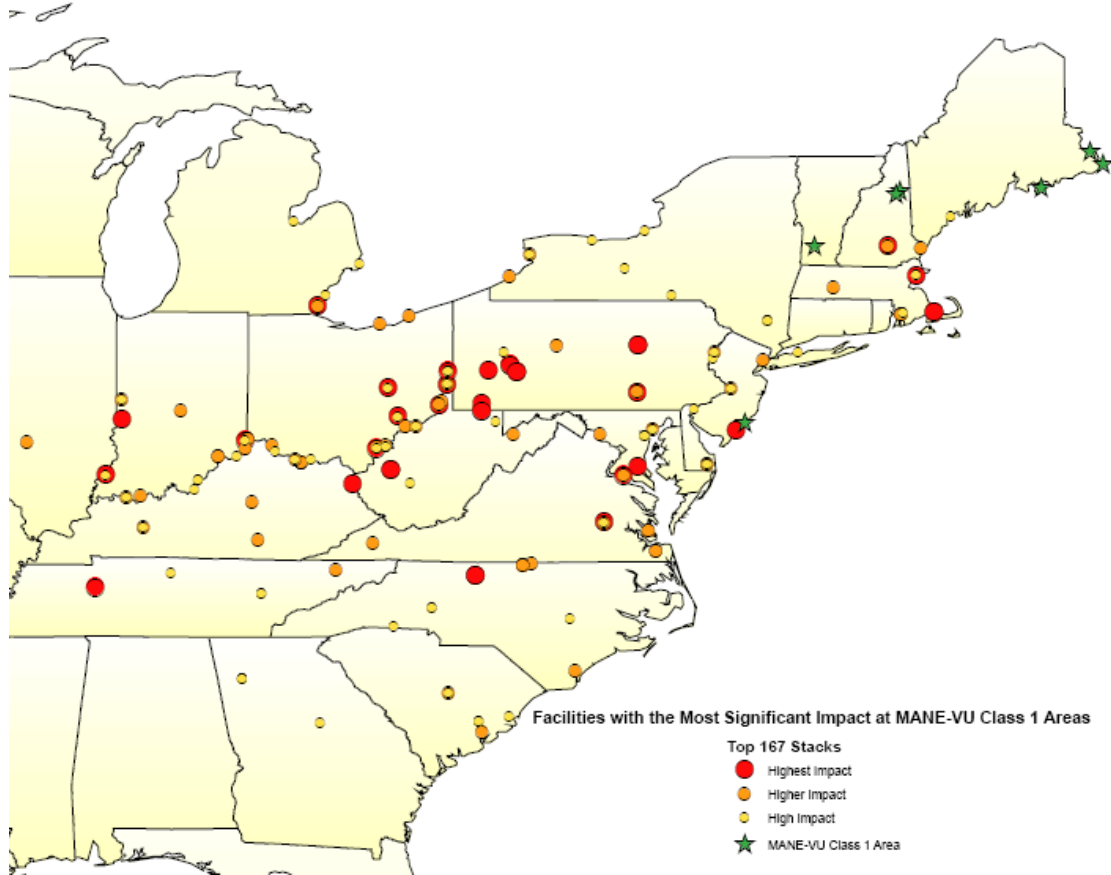 Facilities with the Most Significant Impact at MANE-VU Class 1 Areas
Top 167 Stacks
Highest Impact
Higher Impact
High Impact
MANE-VU Class 1 Area